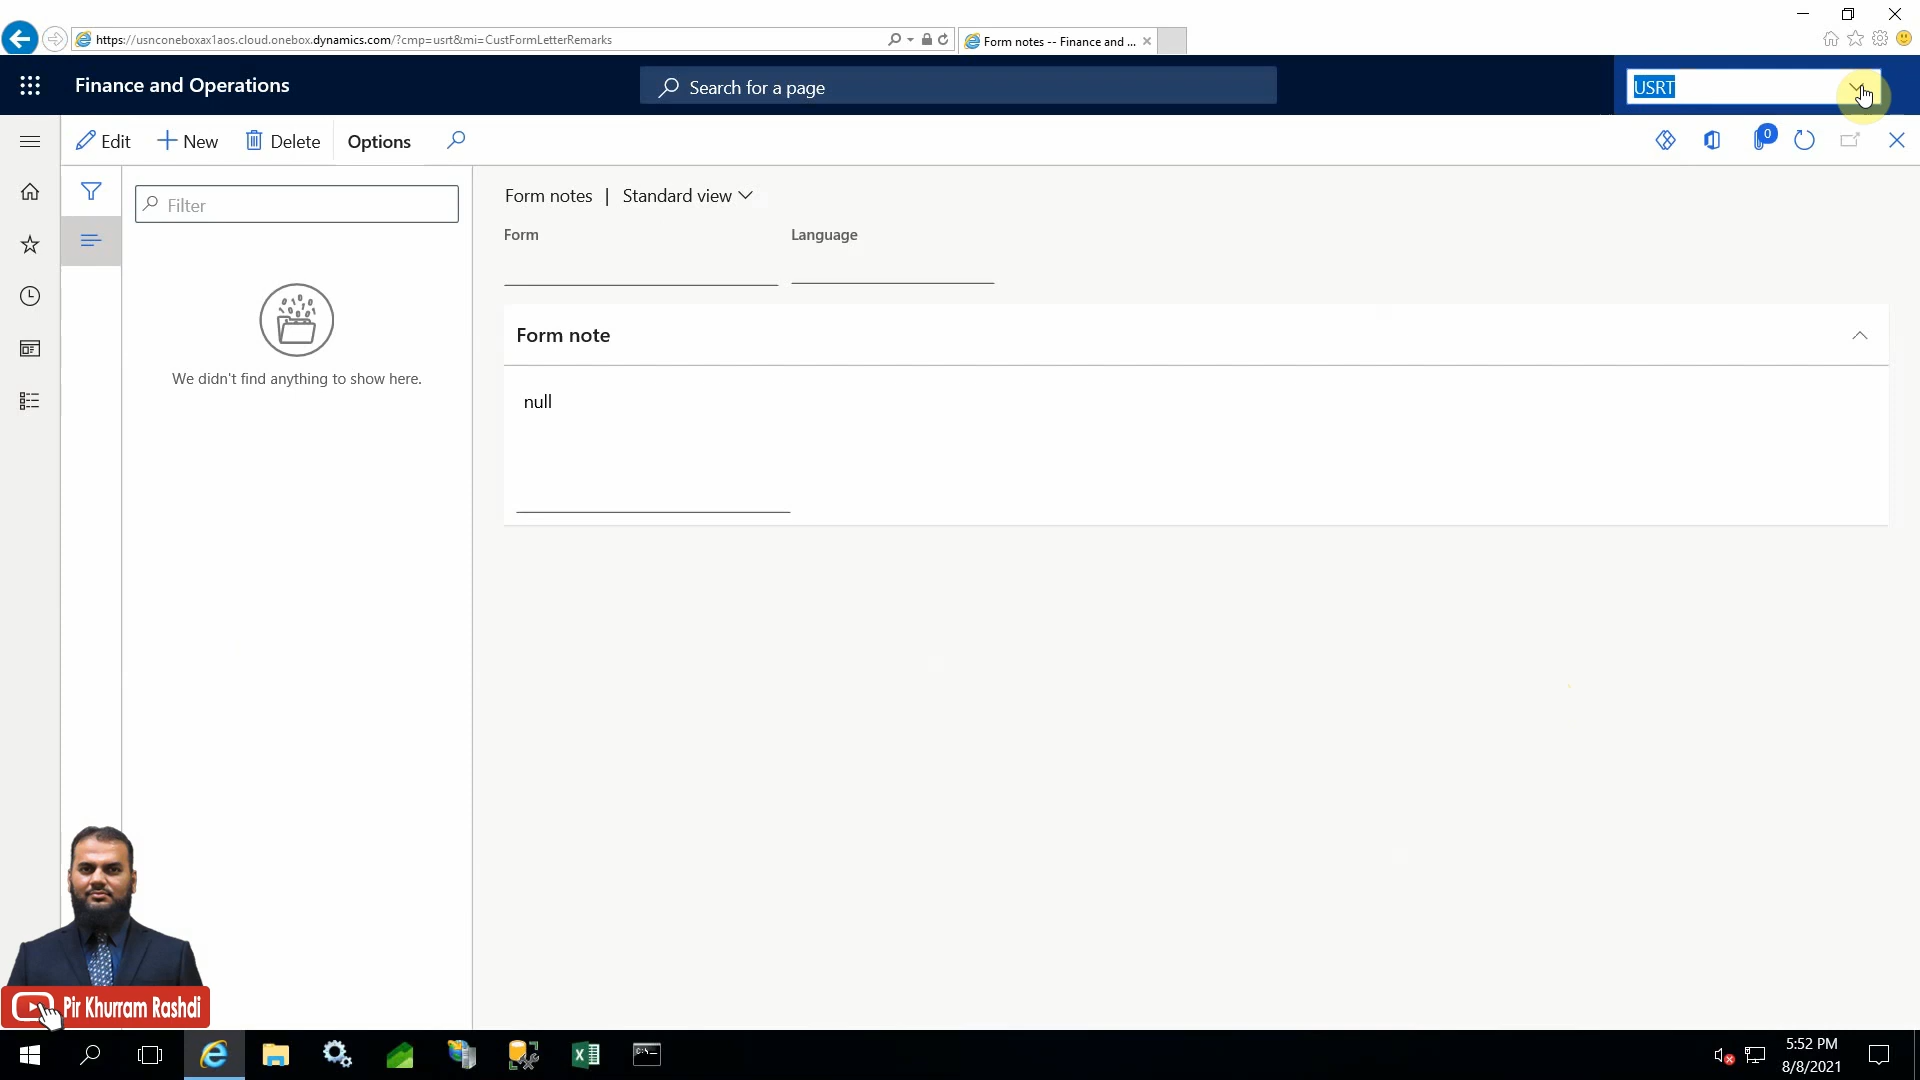 https://usnconeboxax1aos.cloud.onebox.dynamics.com/?cmp=usrt&mi=CustFormLetterRemarks
Form notes -- Finance and ...
Finance and Operations
Search for a page
USRT
Edit
New
Delete
Options
0
Filter
We didn't find anything to show here.
Form notes | Standard view
Form
Language
Form note
null
Pir Khurram Rashdi
5:52 PM
8/8/2021